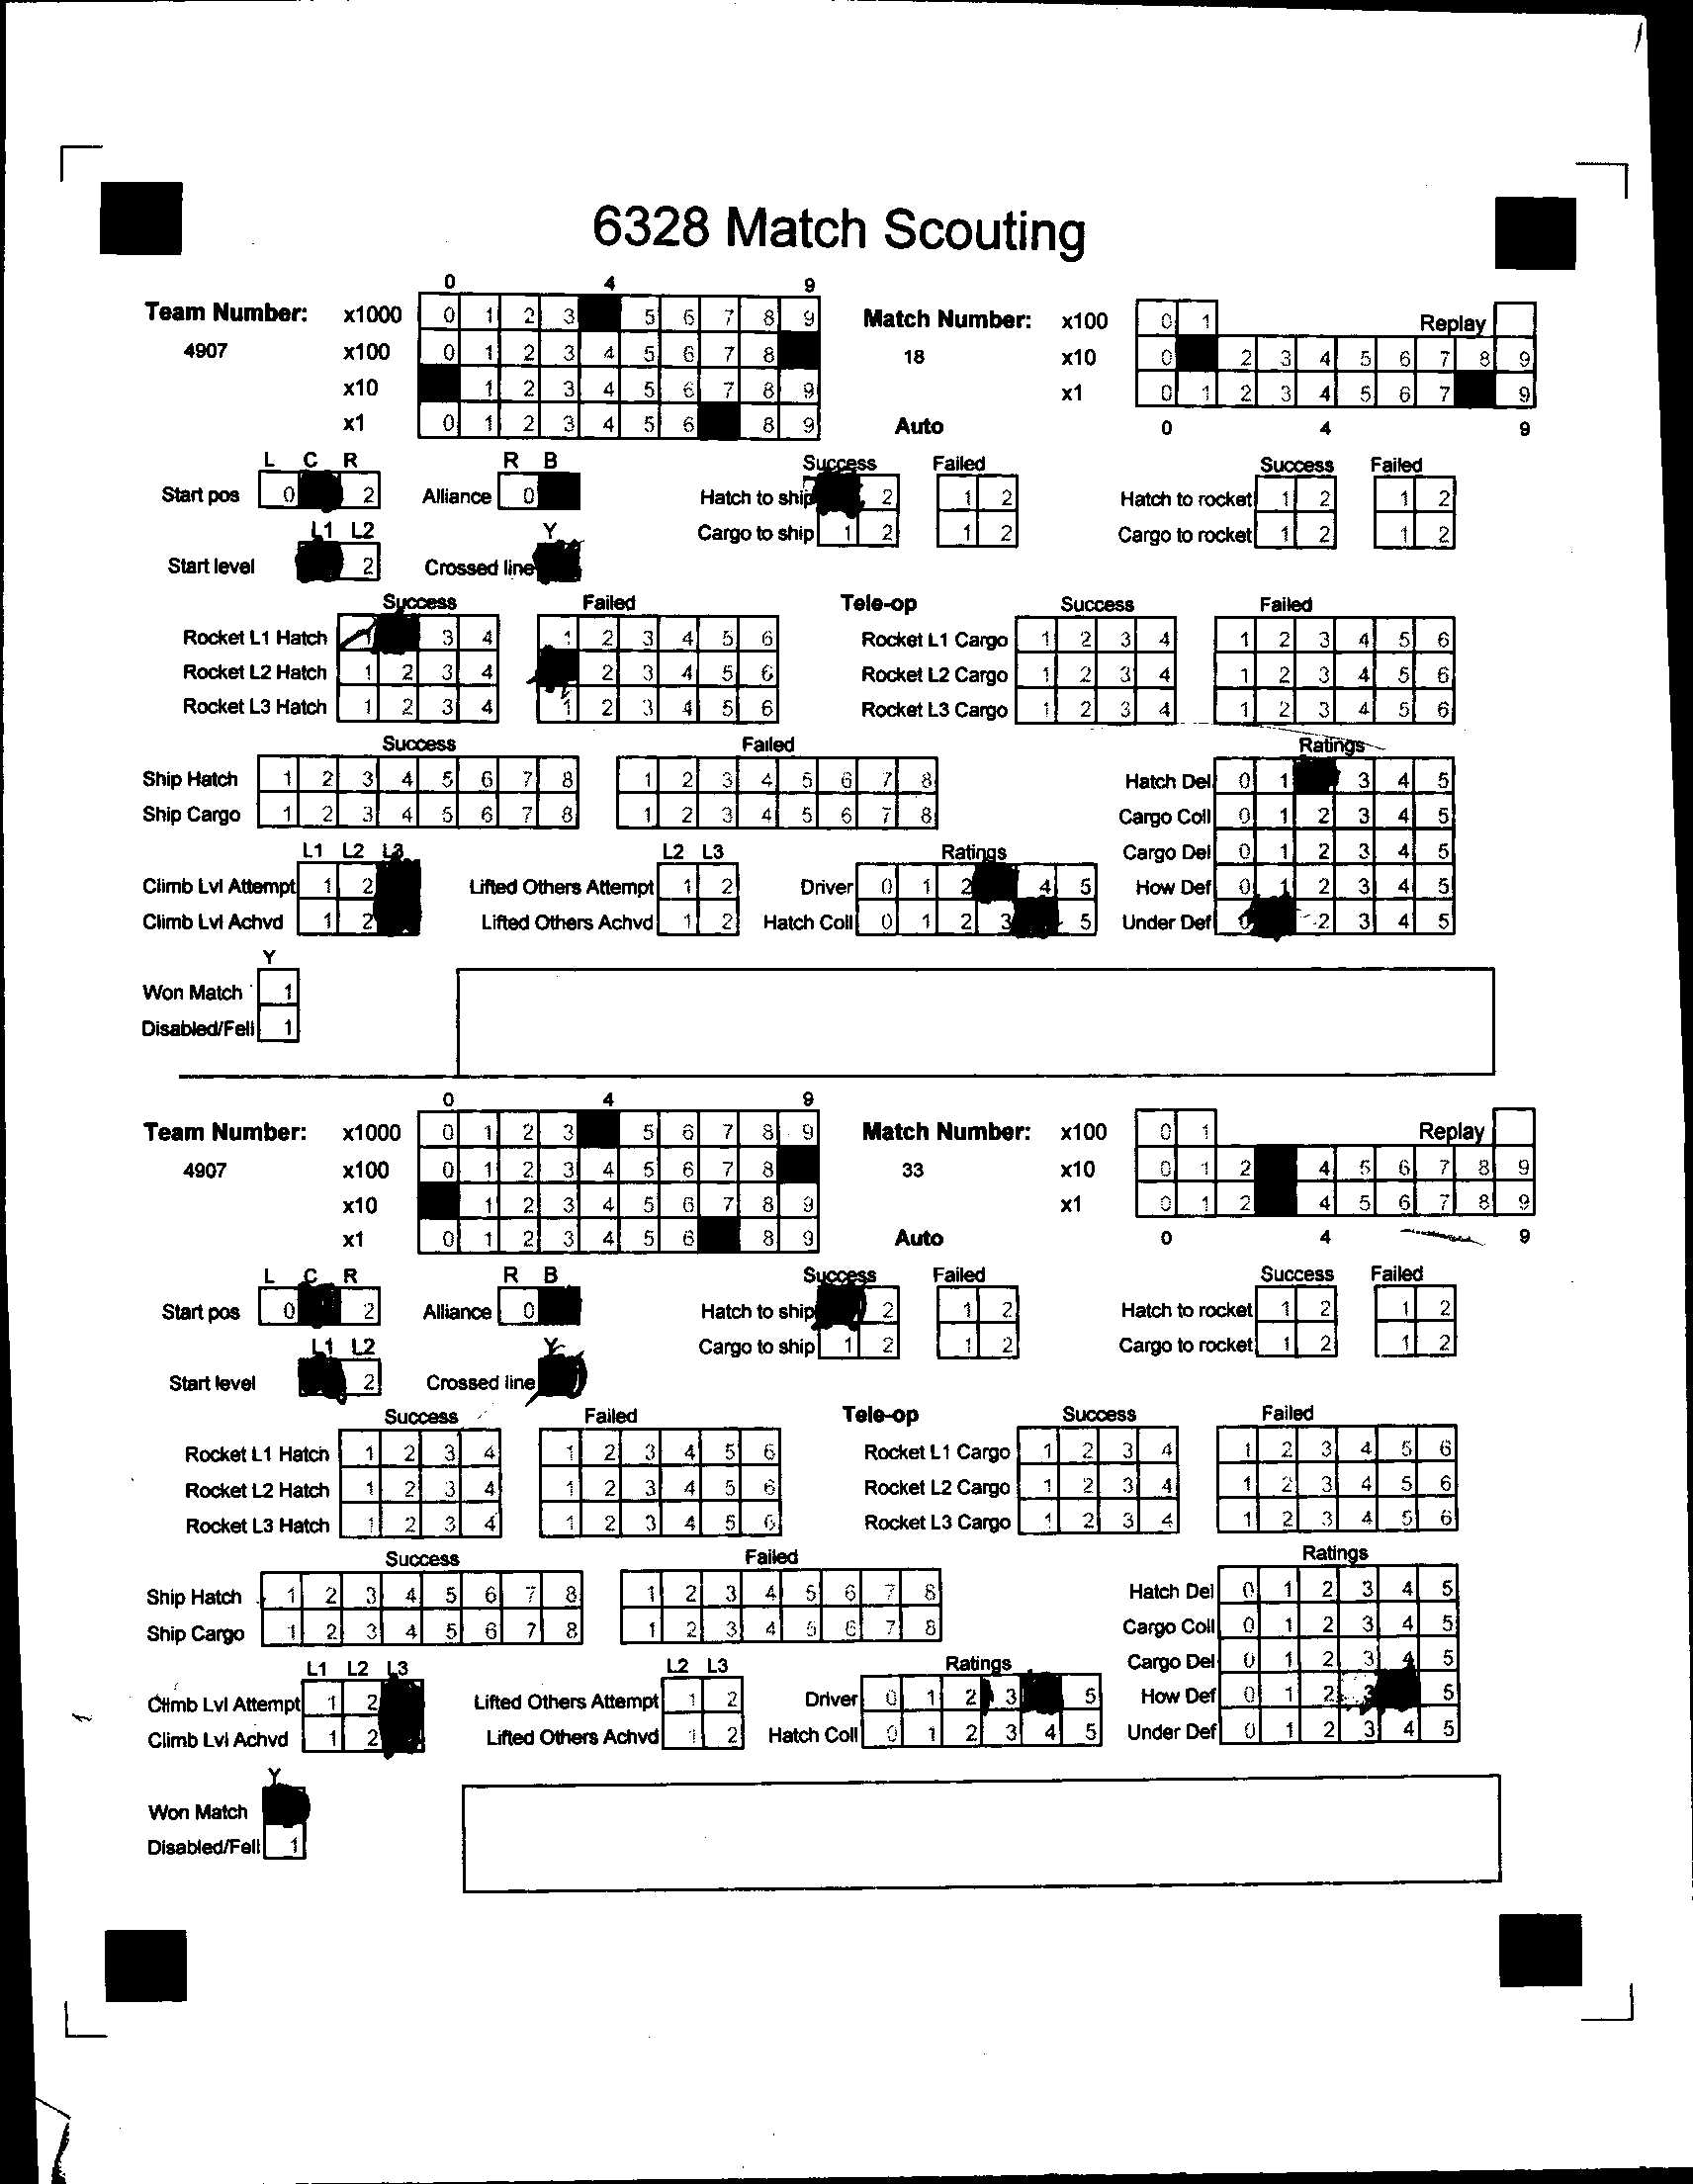 6328 Match Scouting
0 4 9
Team Number: x1000 0 1 2 3 5 6 7 8 9 Match Number: x100 0 1 Replay
4907 x100 0 1 2 3 4 5 6 7 8 18 x10 0 2 3 4 5 6 7 8 9
x10 1 2 3 4 5 6 7 8 9 x1 0 1 2 3 4 5 6 7 9
x1 0 1 2 3 4 5 6 8 9 Auto 0 4 9
L C R R B Success Failed Success Failed
Start pos 0 2 Alliance 0 Hatch to ship 2 1 2 Hatch to rocket 1 2 1 2
L1 L2 Y Cargo to ship 1 2 1 2 Cargo to rocket 1 2 1 2
Start level 2 Crossed line
Success Failed Tele-op Success Failed
Rocket L1 Hatch 1 3 4 1 2 3 4 5 6 Rocket L1 Cargo 1 2 3 4 1 2 3 4 5 6
Rocket L2 Hatch 1 2 3 4 2 3 4 5 6 Rocket L2 Cargo 1 2 3 4 1 2 3 4 5 6
Rocket L3 Hatch 1 2 3 4 1 2 3 4 5 6 Rocket L3 Cargo 1 2 3 4 1 2 3 4 5 6
Success Failed Ratings
Ship Hatch 1 2 3 4 5 6 7 8 1 2 3 4 5 6 7 8 Hatch Del 0 1 3 4 5
Ship Cargo 1 2 3 4 5 6 7 8 1 2 3 4 5 6 7 8 Cargo Coll 0 1 2 3 4 5
L1 L2 L3 L2 L3 Ratings Cargo Del 0 1 2 3 4 5
Climb Lvl Attempt 1 2 Lifted Others Attempt 1 2 Driver 0 1 2 4 5 How Def 0 1 2 3 4 5
Climb Lvl Achvd 1 2 Lifted Others Achvd 1 2 Hatch Coll 0 1 2 3 5 Under Def 0 2 3 4 5
Y
Won Match 1
Disabled/Fell 1
0 4 9
Team Number: x1000 0 1 2 3 5 6 7 8 9 Match Number: x100 0 1 Replay
4907 x100 0 1 2 3 4 5 6 7 8 33 x10 0 1 2 4 5 6 7 8 9
x10 1 2 3 4 5 6 7 8 9 x1 0 1 2 4 5 6 7 8 9
x1 0 1 2 3 4 5 6 8 9 Auto 0 4 9
L C R R B Success Failed Success Failed
Start pos 0 2 Alliance 0 Hatch to ship 2 1 2 Hatch to rocket 1 2 1 2
L1 L2 Y Cargo to ship 1 2 1 2 Cargo to rocket 1 2 1 2
Start level 2 Crossed line
Success Failed Tele-op Success Failed
Rocket L1 Hatch 1 2 3 4 1 2 3 4 5 6 Rocket L1 Cargo 1 2 3 4 1 2 3 4 5 6
Rocket L2 Hatch 1 2 3 4 1 2 3 4 5 6 Rocket L2 Cargo 1 2 3 4 1 2 3 4 5 6
Rocket L3 Hatch 1 2 3 4 1 2 3 4 5 6 Rocket L3 Cargo 1 2 3 4 1 2 3 4 5 6
Success Failed Ratings
Ship Hatch 1 2 3 4 5 6 7 8 1 2 3 4 5 6 7 8 Hatch Del 0 1 2 3 4 5
Ship Cargo 1 2 3 4 5 6 7 8 1 2 3 4 5 6 7 8 Cargo Coll 0 1 2 3 4 5
L1 L2 L3 L2 L3 Ratings Cargo Del 0 1 2 3 4 5
Climb Lvl Attempt 1 2 Lifted Others Attempt 1 2 Driver 0 1 2 3 5 How Def 0 1 2 3 5
Climb Lvl Achvd 1 2 Lifted Others Achvd 1 2 Hatch Coll 0 1 2 3 4 5 Under Def 0 1 2 3 4 5
Y
Won Match
Disabled/Fell 1